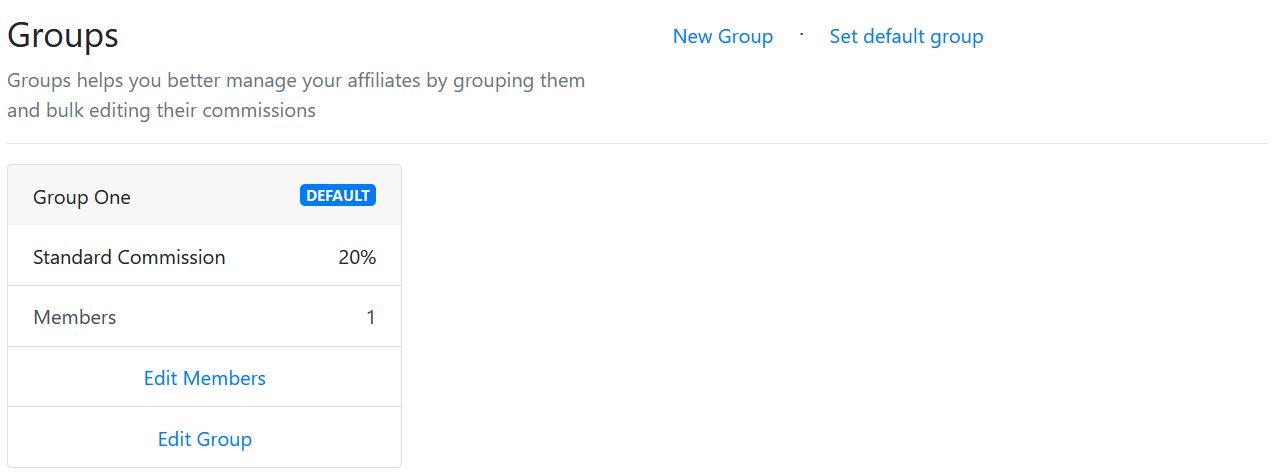 Groups
New Group · Set default group
Groups helps you better manage your affiliates by grouping them
and bulk editing their commissions
Group One DEFAULT
Standard Commission 20%
Members 1
Edit Members
Edit Group